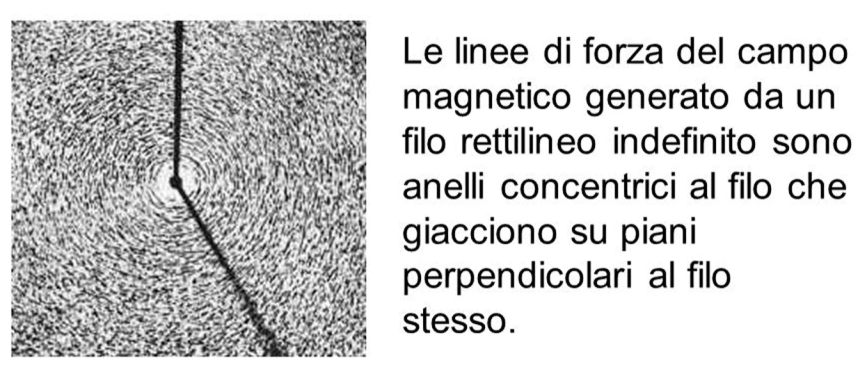 Le linee di forza del campo
magnetico generato da un
filo rettilineo indefinito sono
anelli concentrici al filo che
giacciono su piani
perpendicolari al filo
stesso.